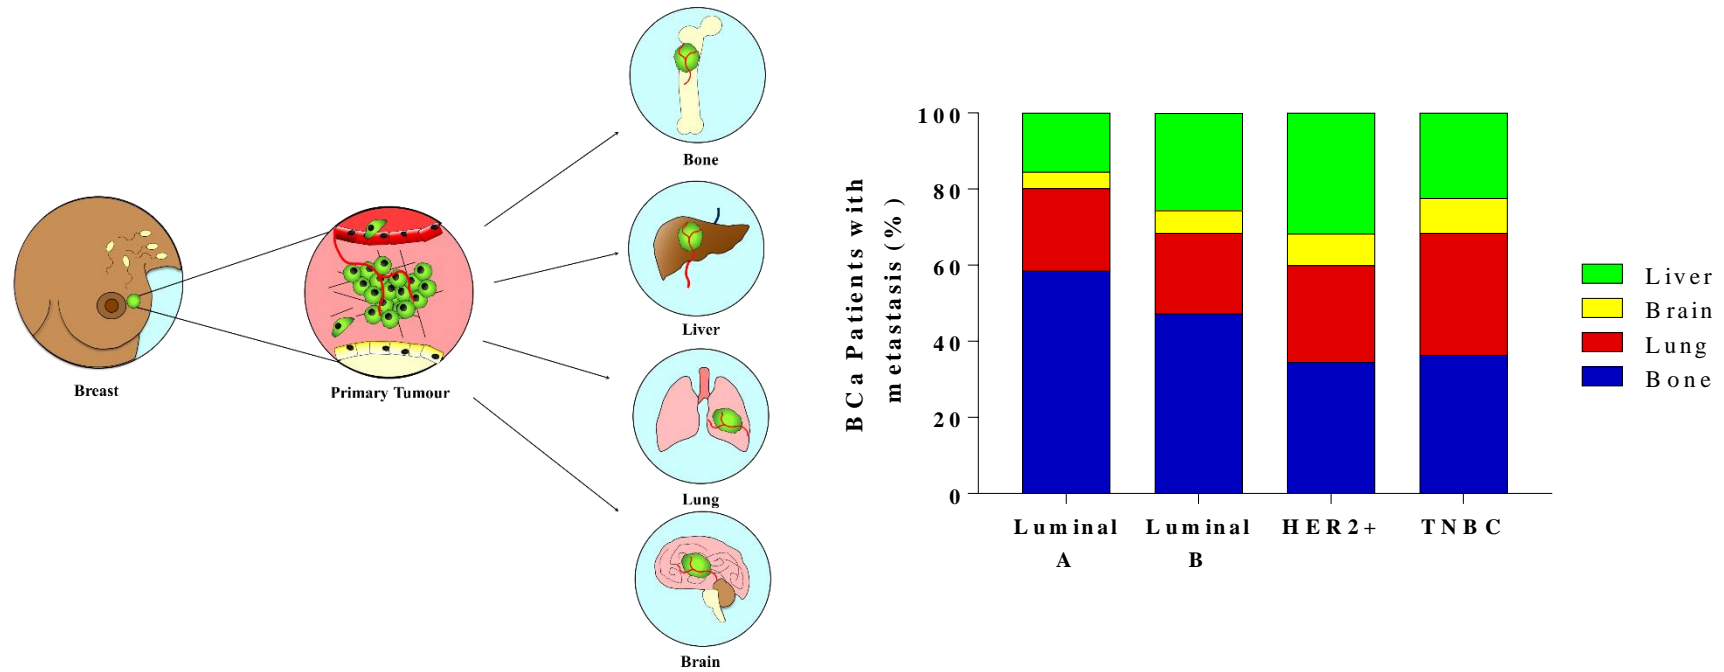 Breast
Primary Tumour
Bone
Liver
Lung
Brain
BCa Patients with
metastasis (%)
100
80
60
40
20
0
Luminal
A
Luminal
B
HER2+
TNBC
Liver
Brain
Lung
Bone